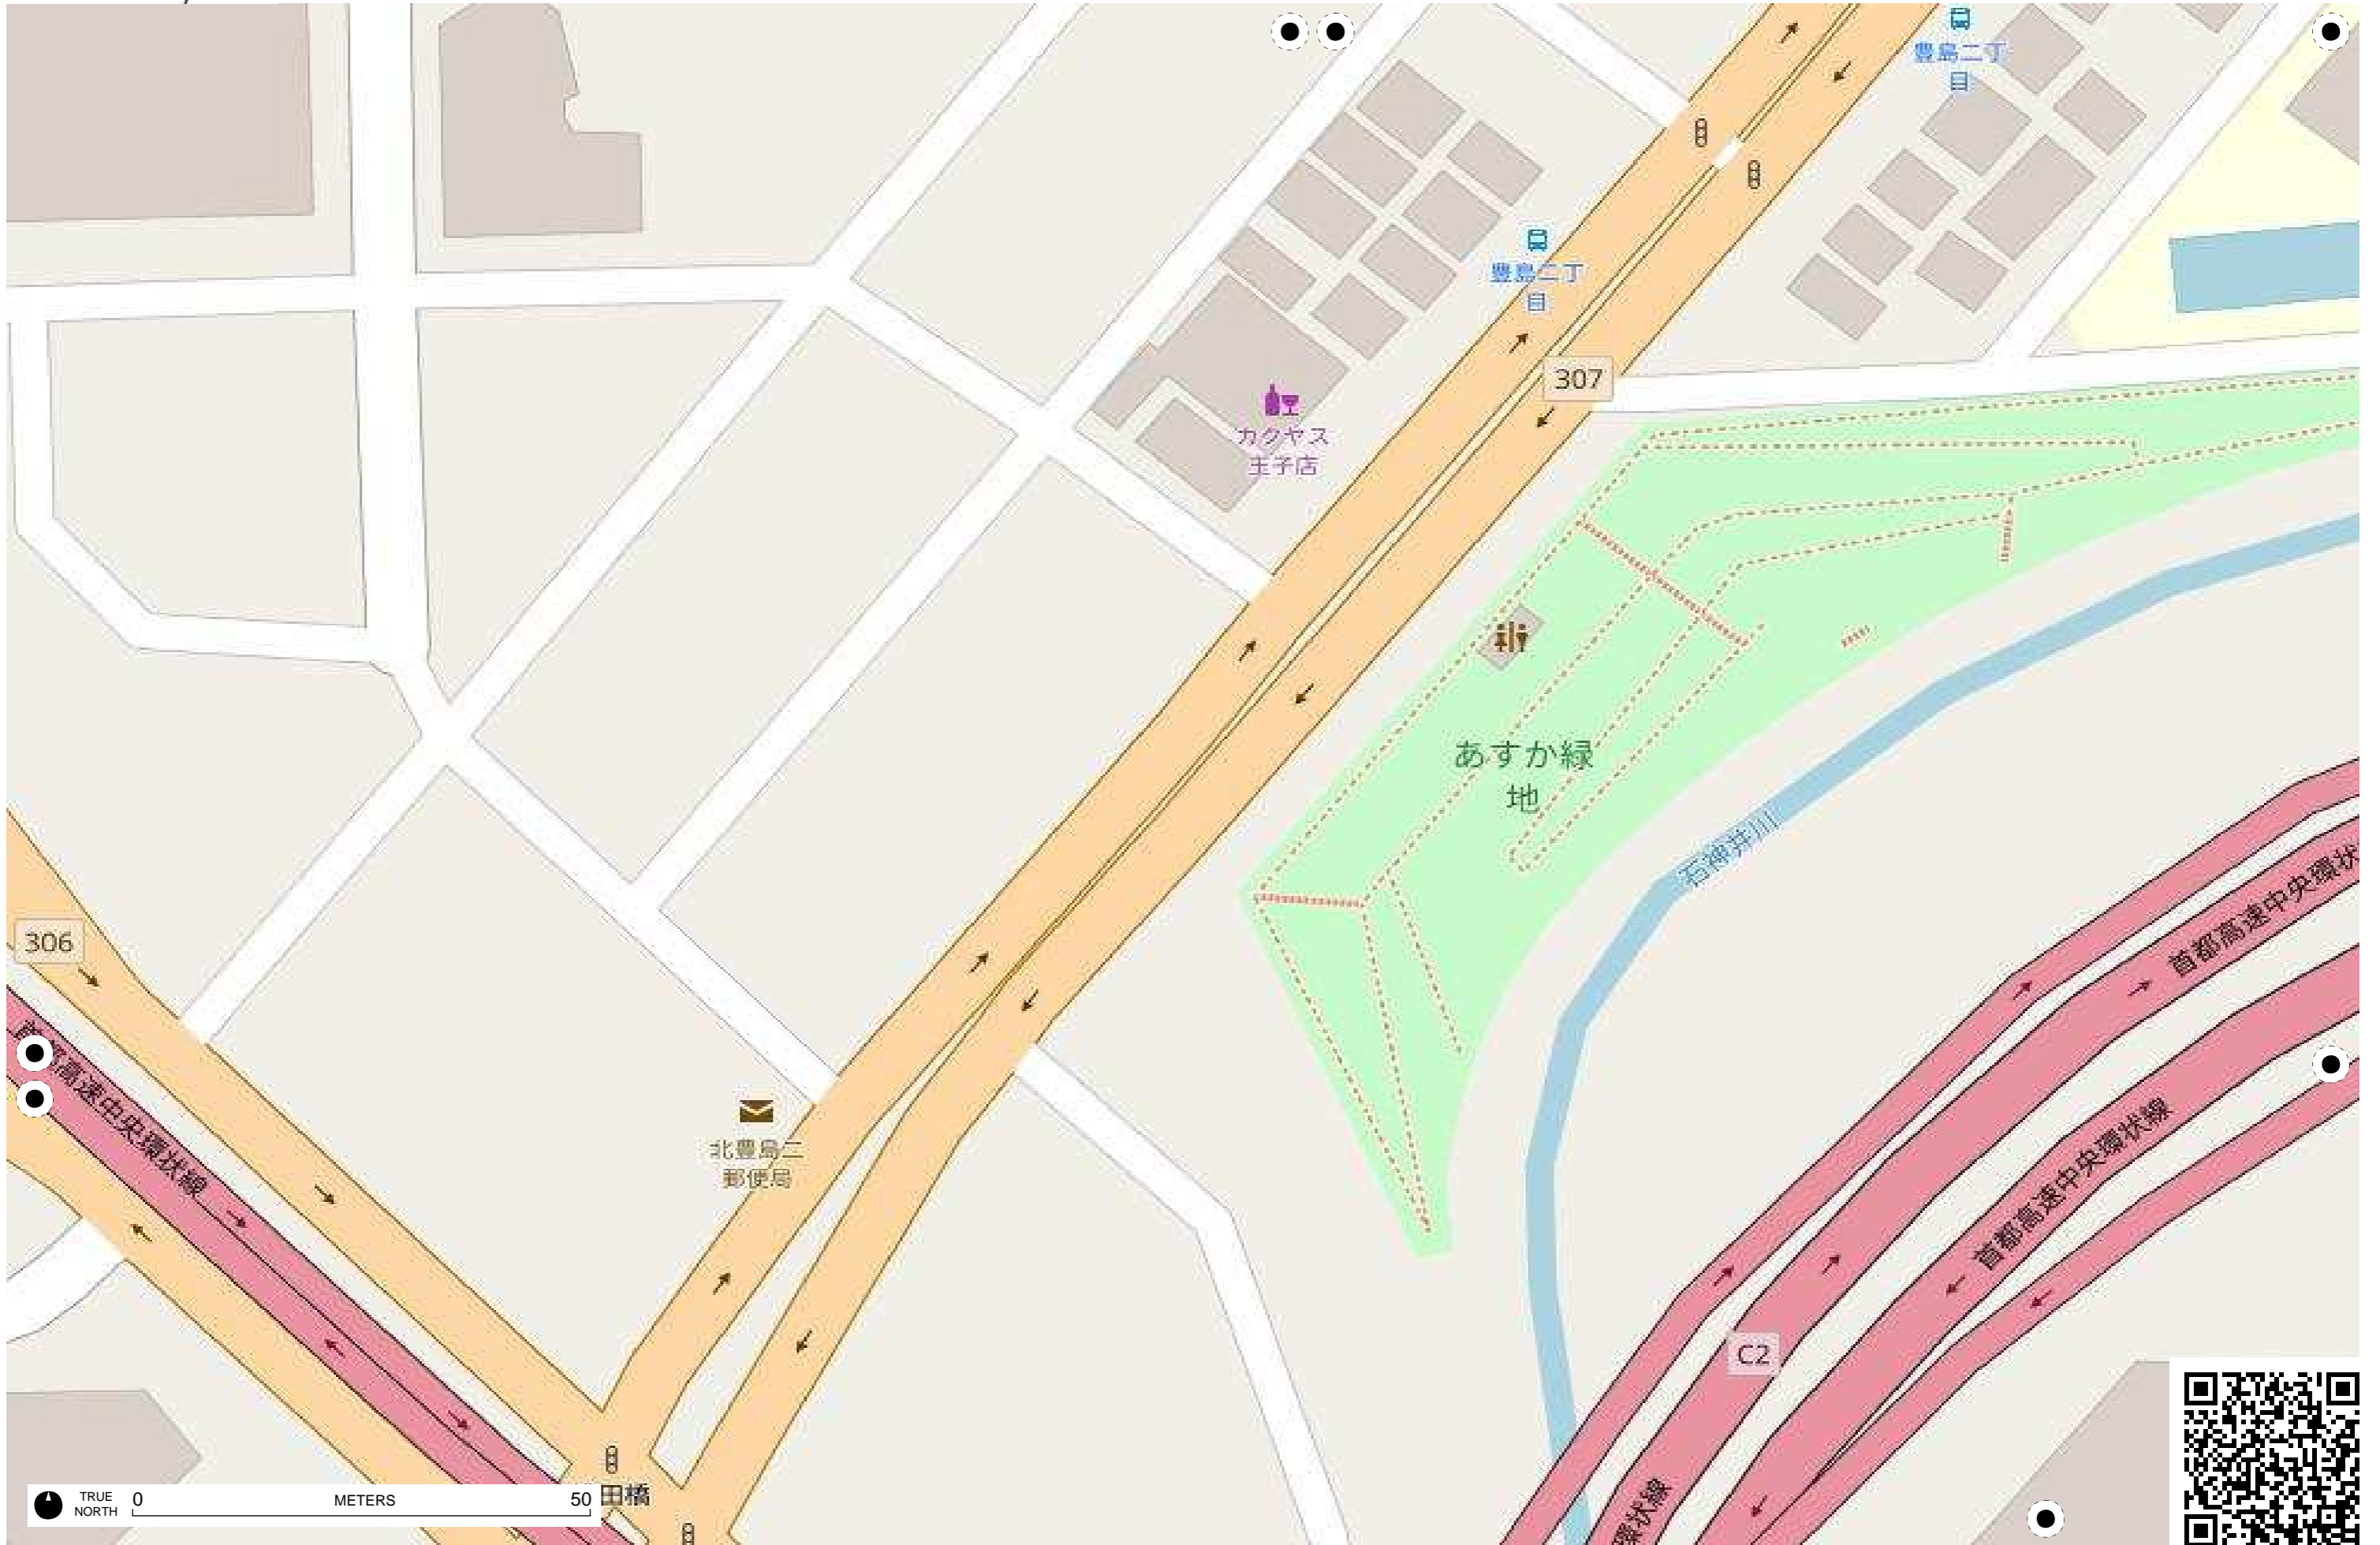 豊島二丁
目
豊島二丁
目
307
カクヤス
王子店
あすか緑
地
石神井川
306
首都高速中央環状
首都高速中央環状線
首都高速中央環状線
北豊島二
郵便局
C2
田橋
環状線
TRUE
NORTH
0 METERS 50